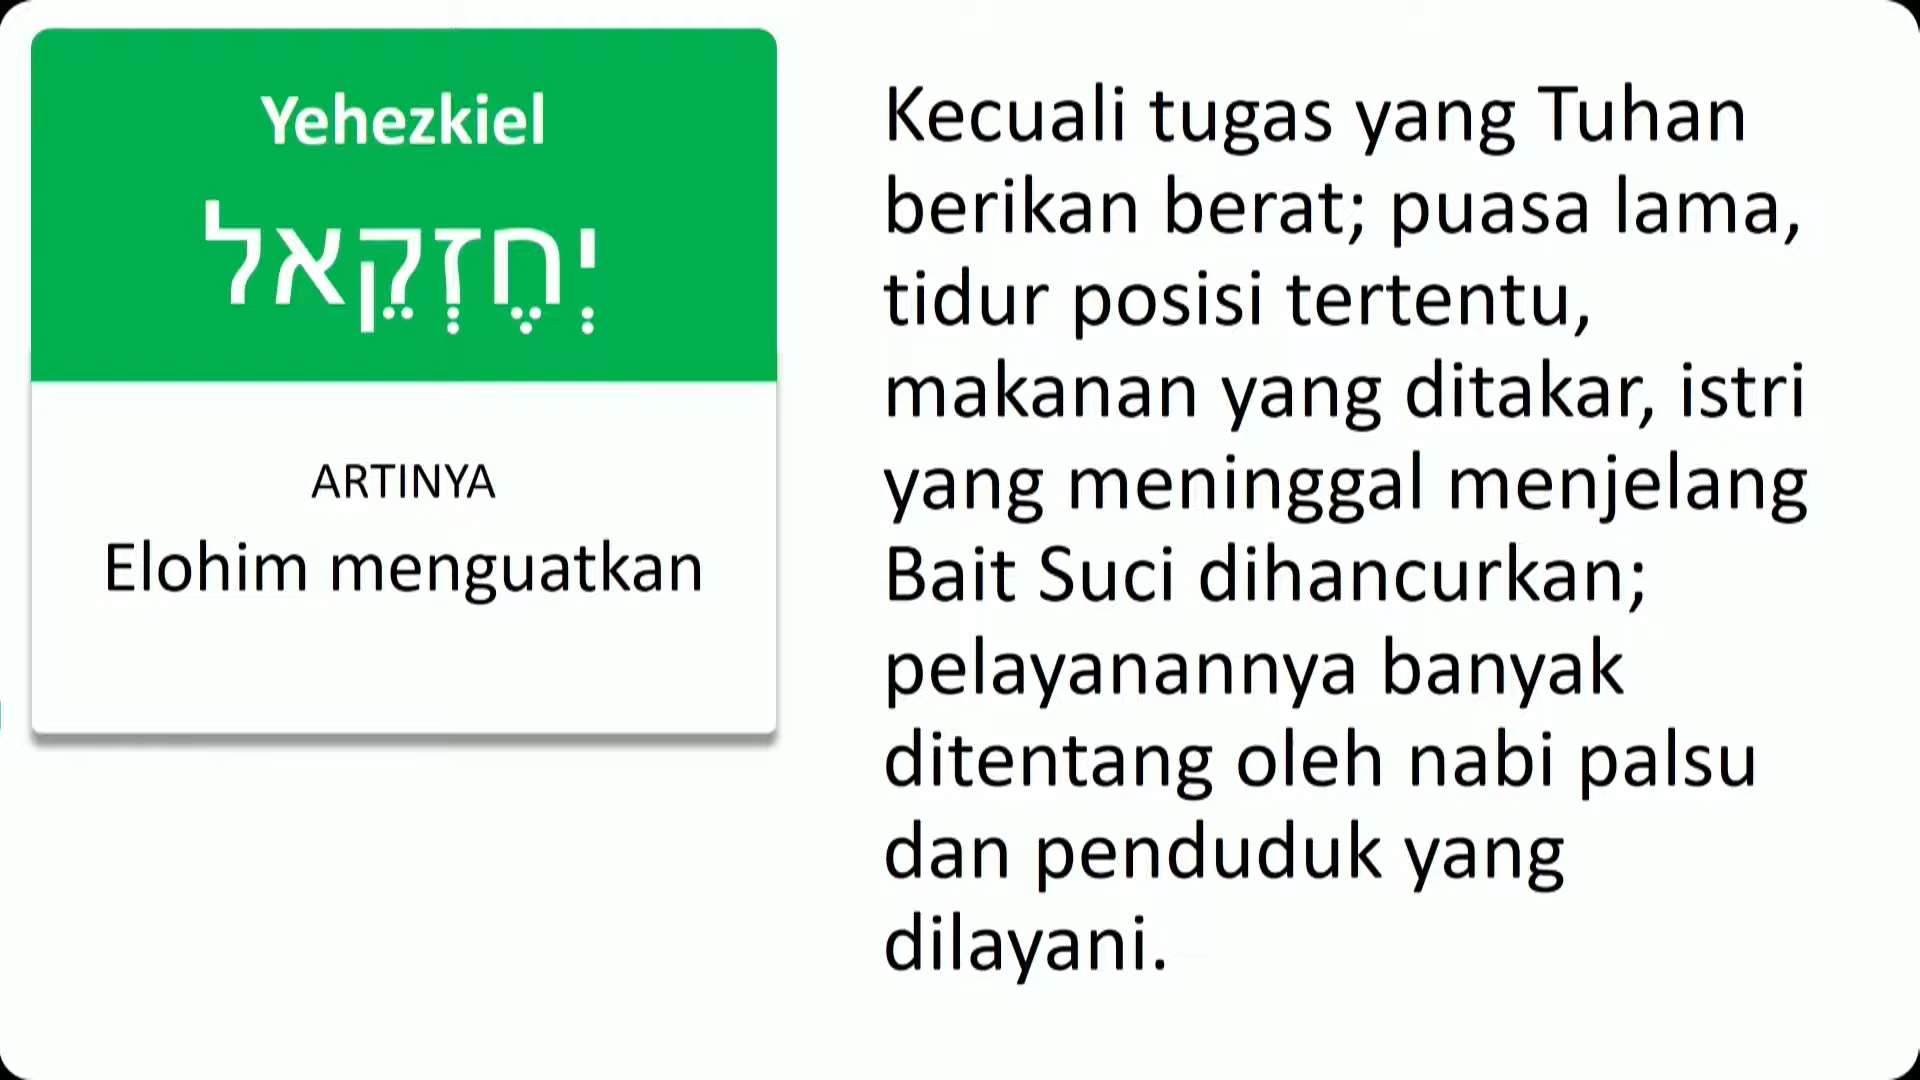 Yehezkiel
יְחֶזְקֵאל
ARTINYA
Elohim menguatkan
Kecuali tugas yang Tuhan
berikan berat; puasa lama,
tidur posisi tertentu,
makanan yang ditakar, istri
yang meninggal menjelang
Bait Suci dihancurkan;
pelayanannya banyak
ditentang oleh nabi palsu
dan penduduk yang
dilayani.